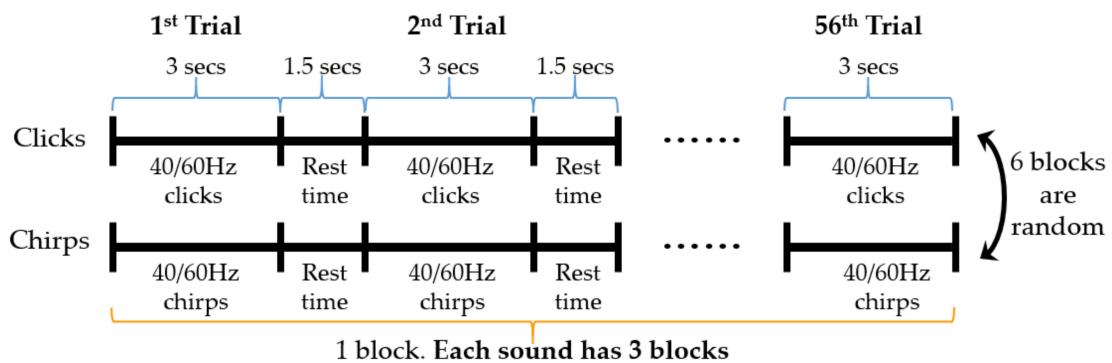 1st Trial 2nd Trial 56th Trial
3 secs 1.5 secs 3 secs 1.5 secs 3 secs
Clicks
40/60Hz Rest 40/60Hz Rest 40/60Hz
clicks time clicks time clicks
6 blocks
are
random
Chirps
40/60Hz Rest 40/60Hz Rest 40/60Hz
chirps time chirps time chirps
1 block. Each sound has 3 blocks